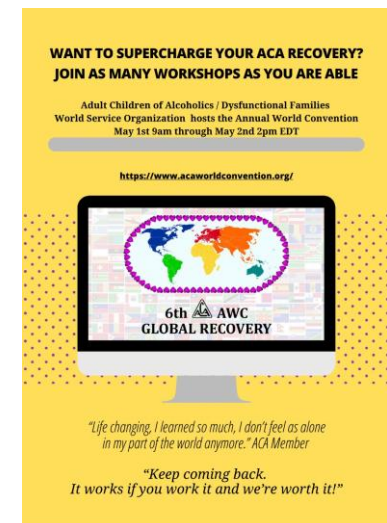 WANT TO SUPERCHARGE YOUR ACA RECOVERY?
JOIN AS MANY WORKSHOPS AS YOU ARE ABLE
Adult Children of Alcoholics / Dysfunctional Families
World Service Organization hosts the Annual World Convention
May 1st 9am through May 2nd 2pm EDT
https://www.acaworldconvention.org/
6th ACA AWC
GLOBAL RECOVERY
“Life changing, I learned so much, I don’t feel as alone
in my part of the world anymore.” ACA Member
“Keep coming back.
It works if you work it and we’re worth it!”